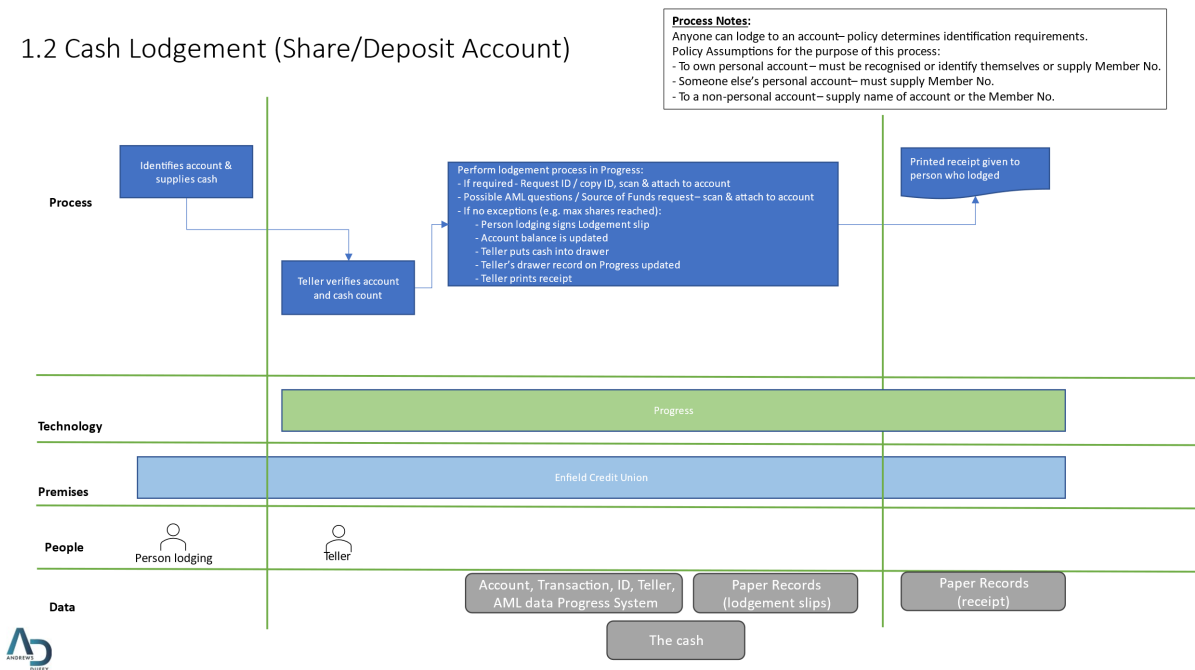 1.2 Cash Lodgement (Share/Deposit Account)
Process Notes:
Anyone can lodge to an account– policy determines identification requirements.
Policy Assumptions for the purpose of this process:
- To own personal account– must be recognised or identify themselves or supply Member No.
- Someone else's personal account– must supply Member No.
- To a non-personal account– supply name of account or the Member No.
Process
Identifies account &
supplies cash
Teller verifies account
and cash count
Perform lodgement process in Progress:
- If required - Request ID / copy ID, scan & attach to account
- Possible AML questions / Source of Funds request– scan & attach to account
- If no exceptions (e.g. max shares reached):
- Person lodging signs Lodgement slip
- Account balance is updated
- Teller puts cash into drawer
- Teller's drawer record on Progress updated
- Teller prints receipt
Printed receipt given to
person who lodged
Technology
Progress
Premises
Enfield Credit Union
People
Person lodging
Teller
Data
Account, Transaction, ID, Teller,
AML data Progress System
Paper Records
(lodgement slips)
Paper Records
(receipt)
The cash
AD
ANDREWS